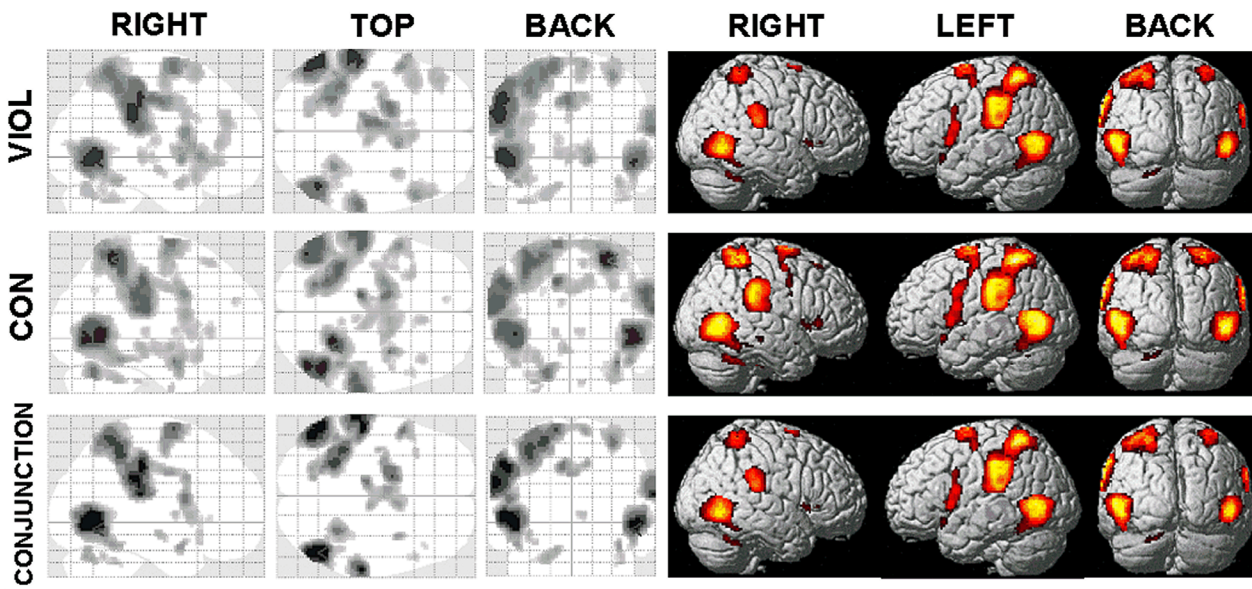 RIGHT TOP BACK RIGHT LEFT BACK
VIOL
CON
CONJUNCTION